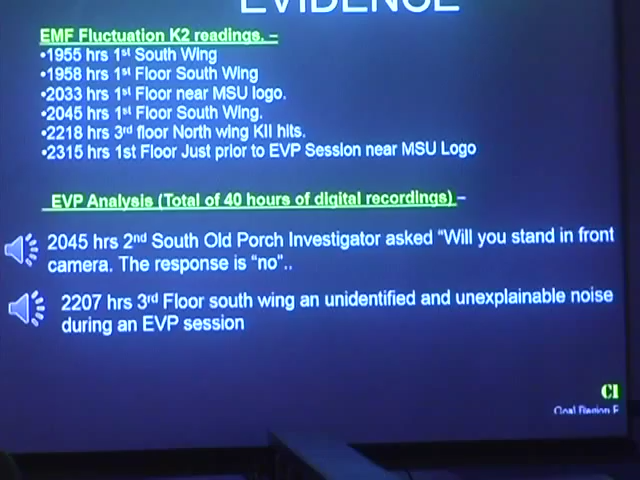 EVIDENCE
EMF Fluctuation K2 readings. –
•1955 hrs 1st South Wing
•1958 hrs 1st Floor South Wing
•2033 hrs 1st Floor near MSU logo.
•2045 hrs 1st Floor South Wing.
•2218 hrs 3rd floor North wing KII hits.
•2315 hrs 1st Floor Just prior to EVP Session near MSU Logo
EVP Analysis (Total of 40 hours of digital recordings) –
2045 hrs 2nd South Old Porch Investigator asked “Will you stand in front
camera. The response is “no”..
2207 hrs 3rd Floor south wing an unidentified and unexplainable noise
during an EVP session
Coal Region